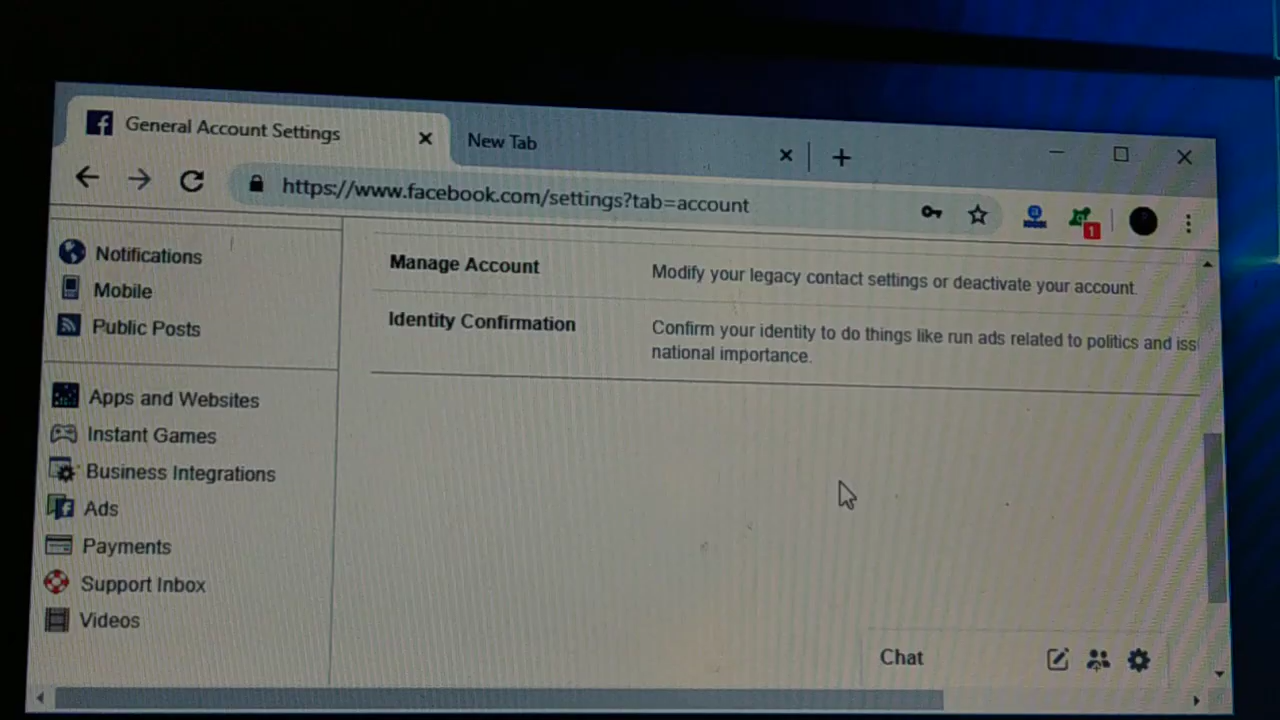 General Account Settings
New Tab
https://www.facebook.com/settings?tab=account
1
Notifications
Mobile
Public Posts
Apps and Websites
Instant Games
Business Integrations
Ads
Payments
Support Inbox
Videos
Manage Account
Modify your legacy contact settings or deactivate your account.
Identity Confirmation
Confirm your identity to do things like run ads related to politics and iss
national importance.
Chat